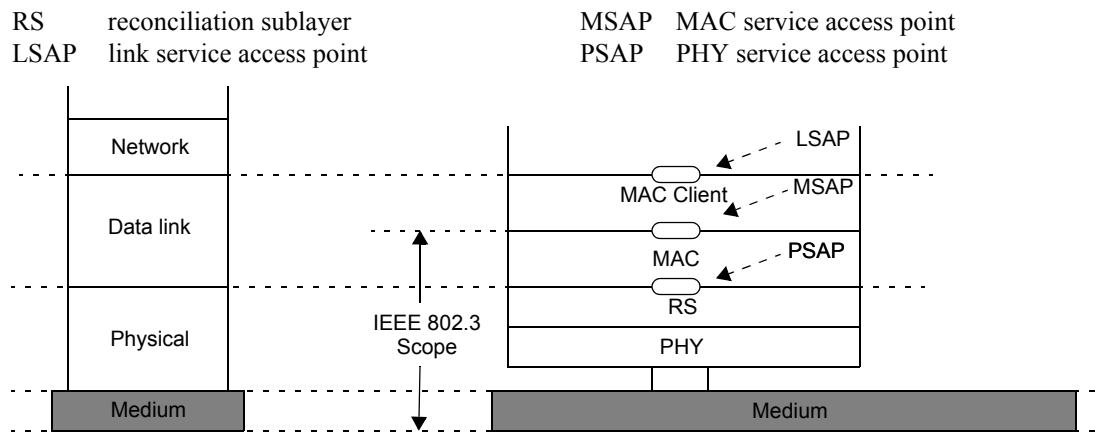 RS reconciliation sublayer MSAP MAC service access point
LSAP link service access point PSAP PHY service access point
Network
LSAP
MAC Client
MSAP
Data link
MAC
PSAP
RS
IEEE 802.3
Scope
Physical
PHY
Medium
Medium